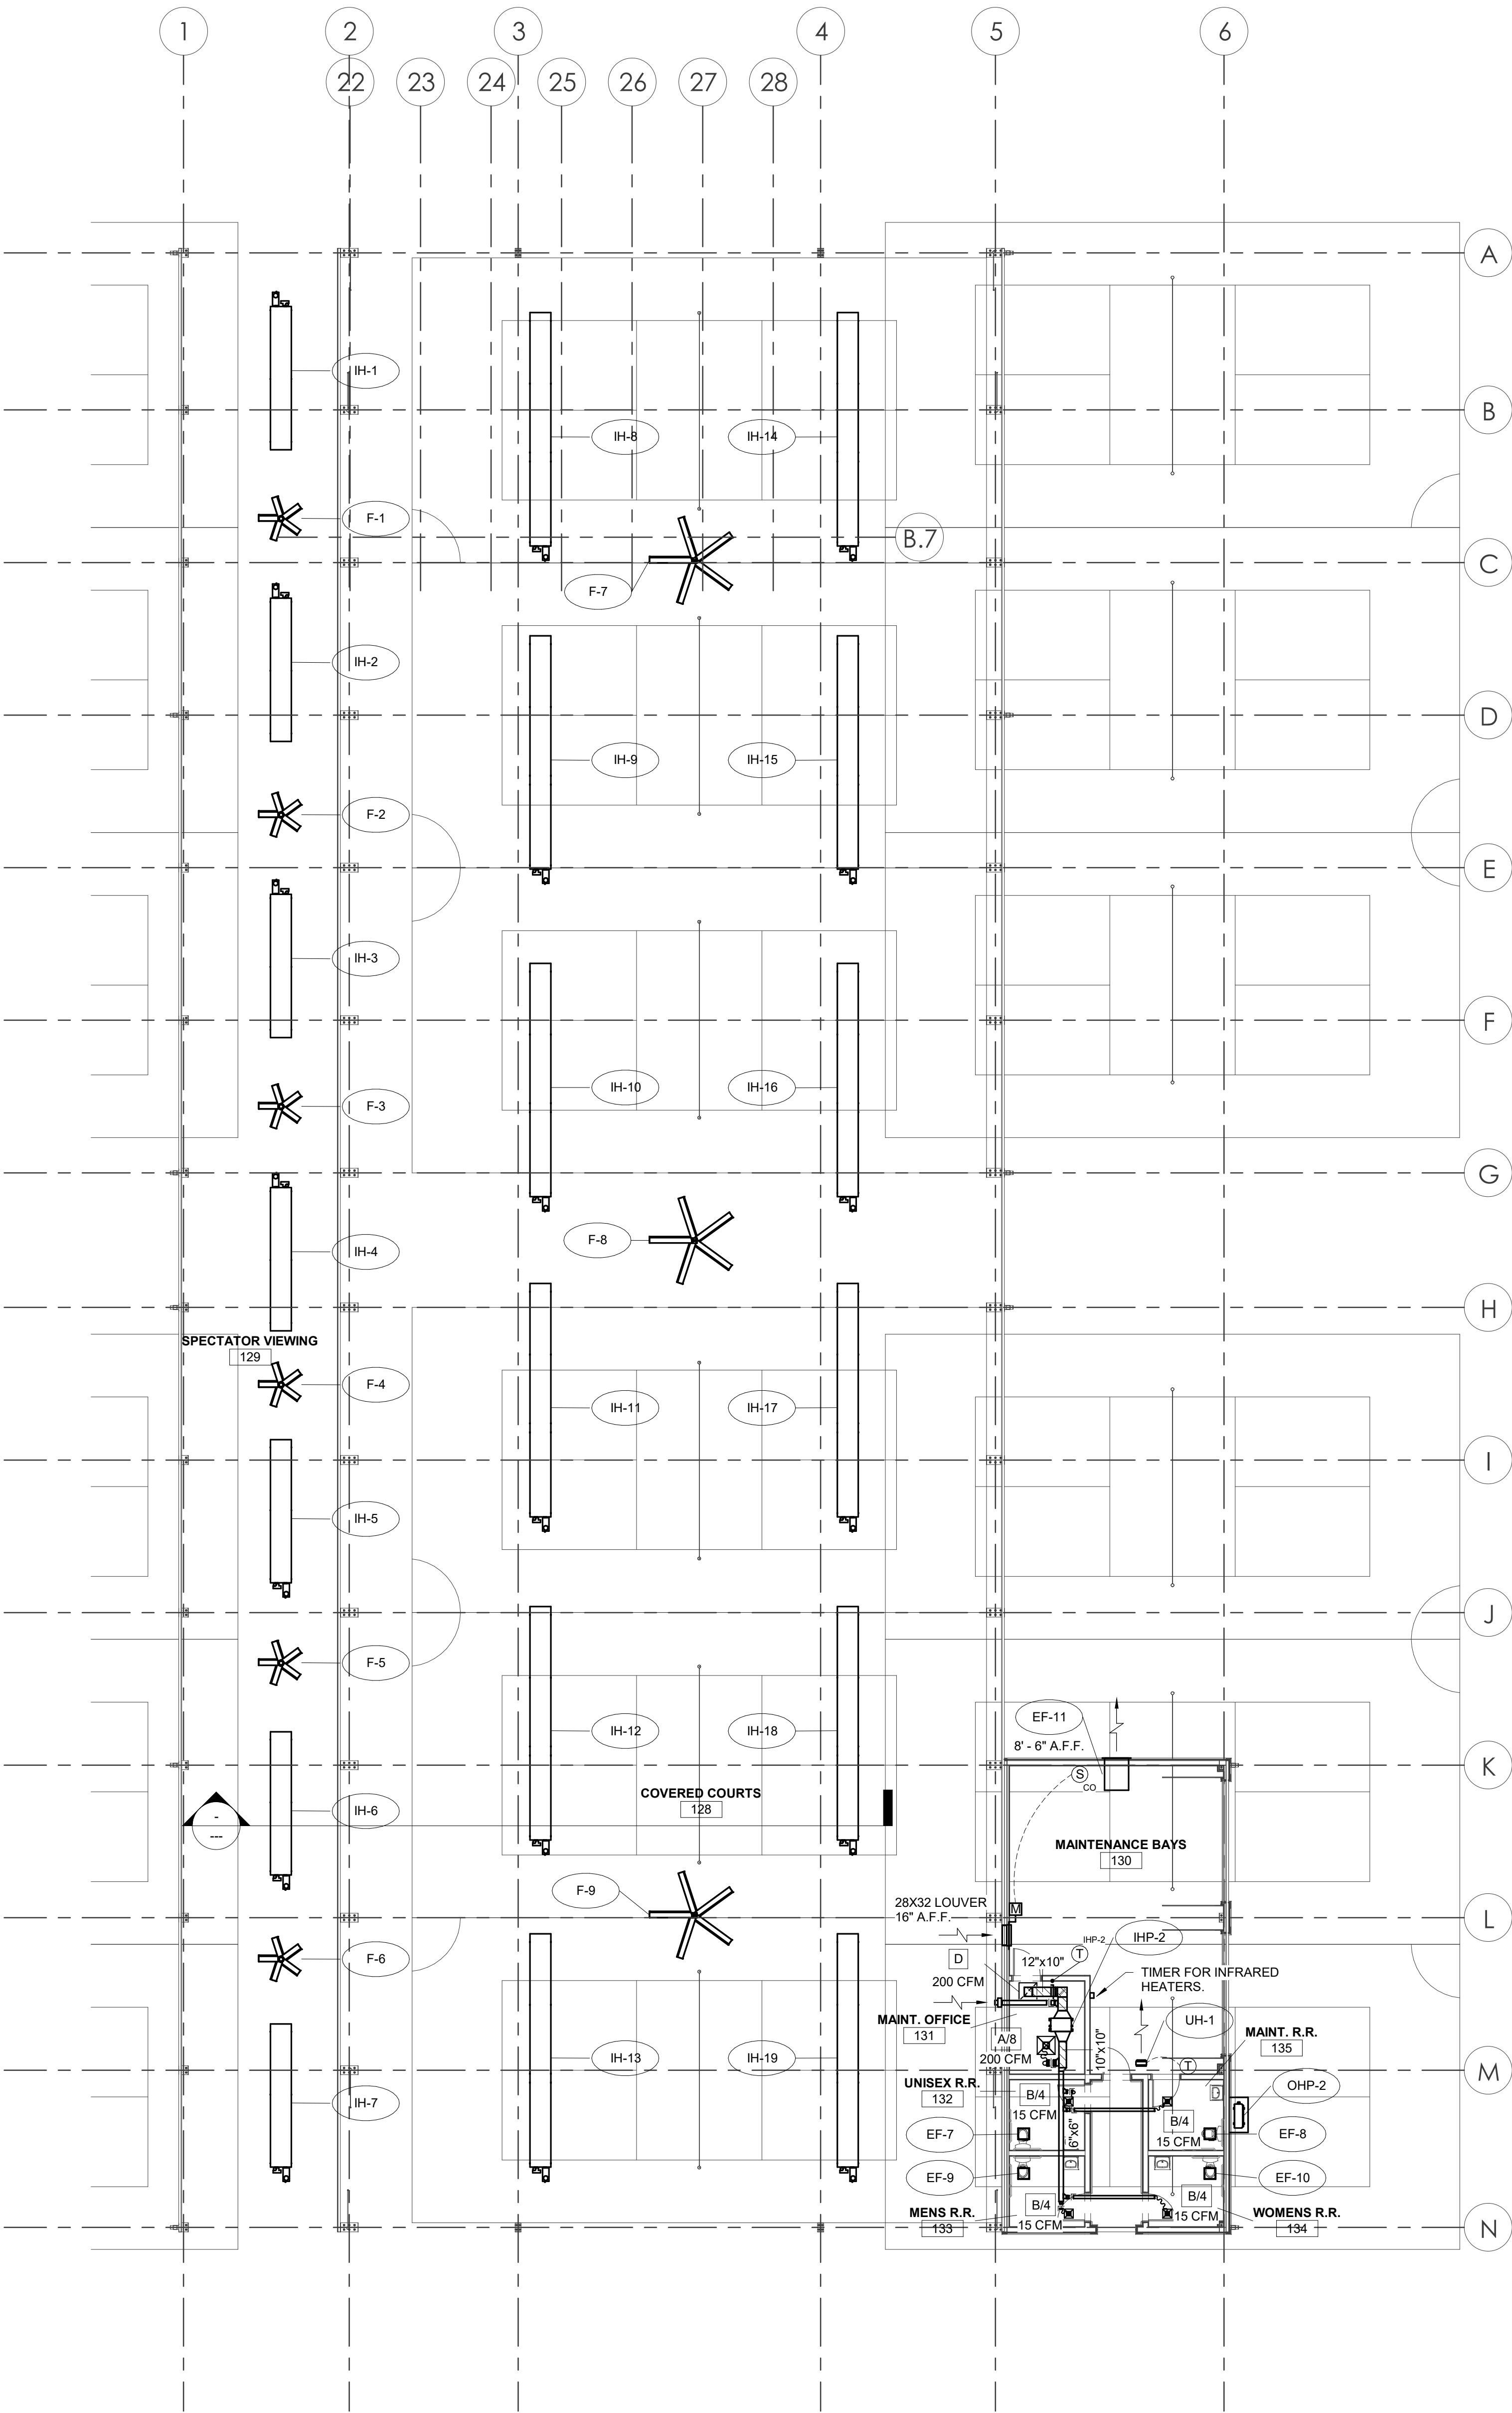 1
2
3
4
5
6
22
23
24
25
26
27
28
A
IH-1
B
IH-8
IH-14
F-1
B.7
C
F-7
IH-2
D
IH-9
IH-15
F-2
E
IH-3
F
IH-10
IH-16
F-3
G
F-8
IH-4
H
SPECTATOR VIEWING
129
F-4
IH-11
IH-17
I
IH-5
J
F-5
EF-11
IH-12
IH-18
8' - 6" A.F.F.
K
S
CO
COVERED COURTS
128
IH-6
-
---
MAINTENANCE BAYS
130
F-9
28X32 LOUVER
16" A.F.F.
M
L
IHP-2
IHP-2
T
D
12"x10"
F-6
200 CFM
TIMER FOR INFRARED
HEATERS.
MAINT. OFFICE
131
A/8
200 CFM
10"x10"
UH-1
MAINT. R.R.
135
IH-13
IH-19
T
M
UNISEX R.R.
132
B/4
15 CFM
OHP-2
IH-7
B/4
15 CFM
6"x6"
EF-7
EF-8
EF-9
EF-10
B/4
15 CFM
B/4
15 CFM
MENS R.R.
133
WOMENS R.R.
134
N